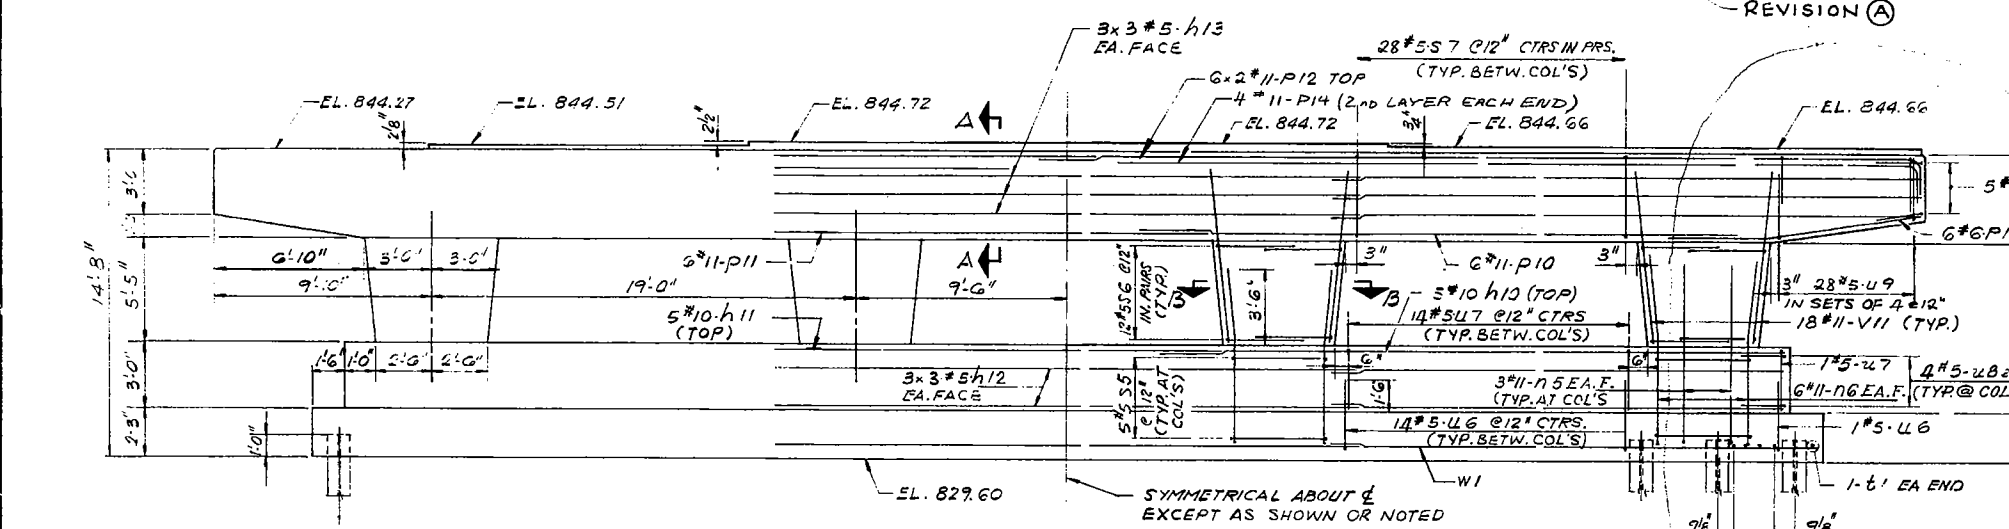 REVISION A
3x3 #5-h13
EA. FACE
28 #5-S7 @12" CTRS IN PRS.
(TYP. BETW. COL'S)
6x2 #11-P12 TOP
4 #11-P14 (2ND LAYER EACH END)
EL. 844.27
EL. 844.51
EL. 844.72
A
EL. 844.72
EL. 844.66
EL. 844.66
2½"
¾"
14'-8"
5'-5"
3'-0"
2'-3"
1'-0"
6'-10"
3'-0"
3'-0"
9'-0"
19'-0"
9'-6"
6 #11-P11
A
12 #5 S6 @12"
IN PAIRS
(TYP.)
B
3'-6"
3"
B
6 #11-P10
3"
3" 28 #5-U9
IN SETS OF 4 @12"
18 #11-V11 (TYP.)
5 #
6 #6-P1
5 #10-h11
(TOP)
5 #10 h10 (TOP)
14 #5 U7 @12" CTRS
(TYP. BETW. COL'S)
1'-6"
1'-0"
2'-6"
2'-6"
3x3 #5-h12
EA. FACE
5 #5 S5
@12"
(TYP. AT
COL'S)
6"
1'-6"
3 #11-n5 EA. F.
(TYP. AT COL'S
6"
1 #5-U7
4 #5-U8
6 #11-n6 EA. F.
(TYP. @ COL
14 #5-U6 @12" CTRS.
(TYP. BETW. COL'S)
1 #5-U6
W1
1-t1 EA END
EL. 829.60
SYMMETRICAL ABOUT ℄
EXCEPT AS SHOWN OR NOTED
9⅛"
9⅛"